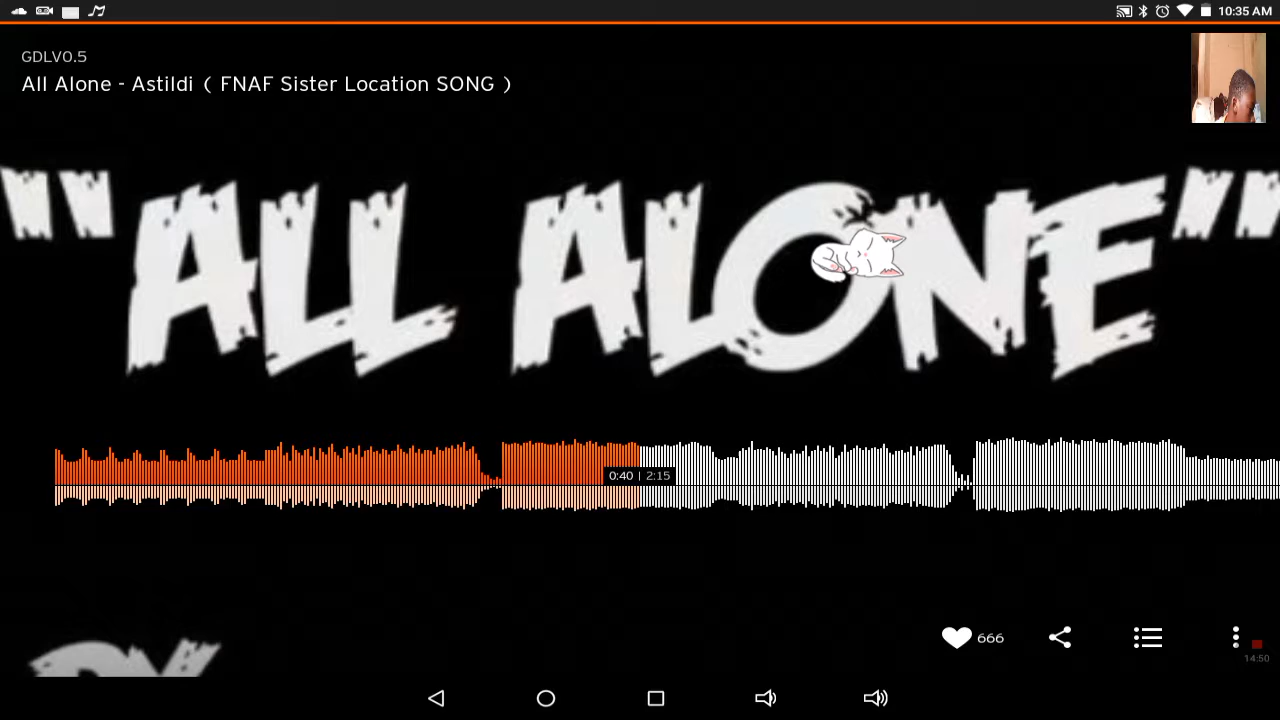 10:35 AM
GDLV0.5
All Alone - Astildi ( FNAF Sister Location SONG )
"ALL ALONE"
0:40 | 2:15
666
14:50
BY